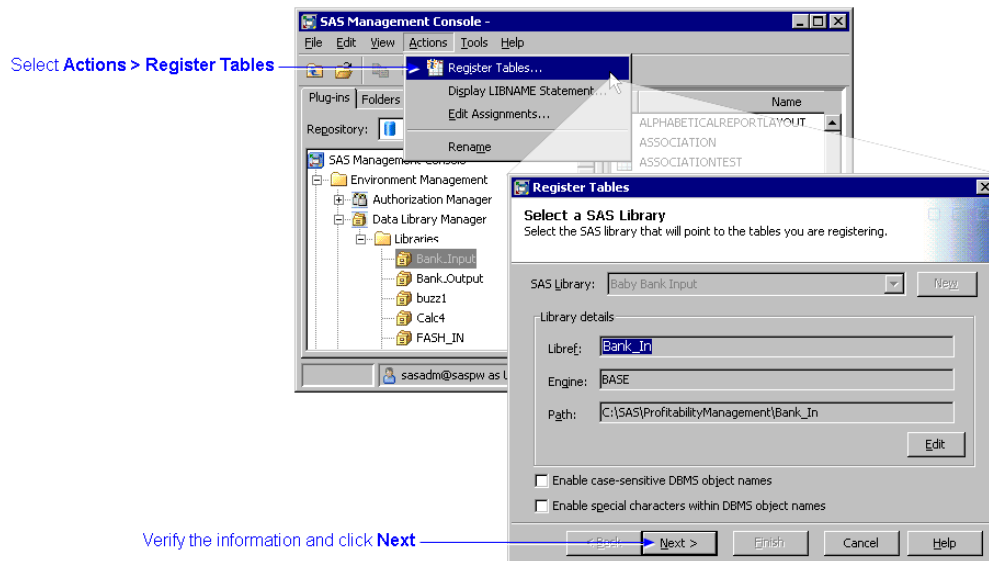 SAS Management Console -
File Edit View Actions Tools Help
Select Actions > Register Tables
Register Tables...
Display LIBNAME Statement...
Edit Assignments...
Rename
Plug-ins Folders
Repository:
Name
ALPHABETICALREPORTLAYOUT
ASSOCIATION
ASSOCIATIONTEST
SAS Management Console
Environment Management
Authorization Manager
Data Library Manager
Libraries
Bank_Input
Bank_Output
buzz1
Calc4
FASH_IN
sasadm@saspw as U
Register Tables
Select a SAS Library
Select the SAS library that will point to the tables you are registering.
SAS Library: Baby Bank Input New
Library details
Libref: Bank_In
Engine: BASE
Path: C:\SAS\ProfitabilityManagement\Bank_In
Edit
Enable case-sensitive DBMS object names
Enable special characters within DBMS object names
Verify the information and click Next
< Back Next > Finish Cancel Help